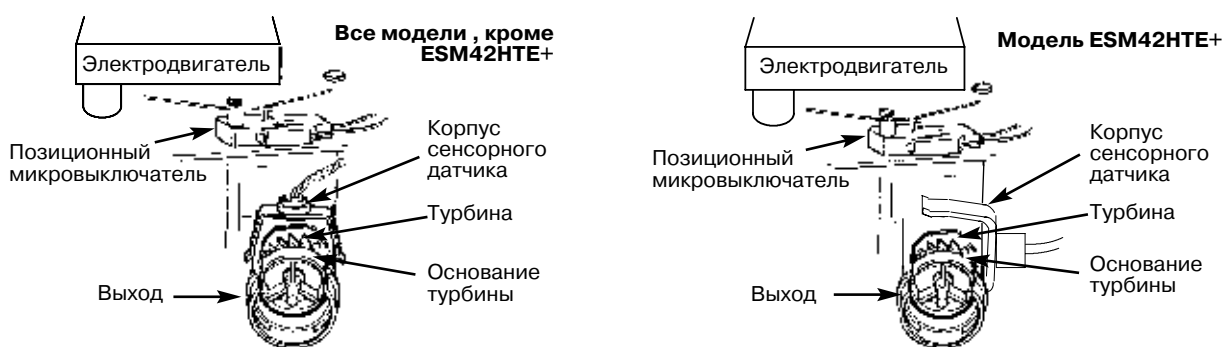 Все модели , кроме
ESM42HTE+
Электродвигатель
Позиционный
микровыключатель
Корпус
сенсорного
датчика
Турбина
Основание
турбины
Выход
Модель ESM42HTE+
Электродвигатель
Позиционный
микровыключатель
Корпус
сенсорного
датчика
Турбина
Основание
турбины
Выход